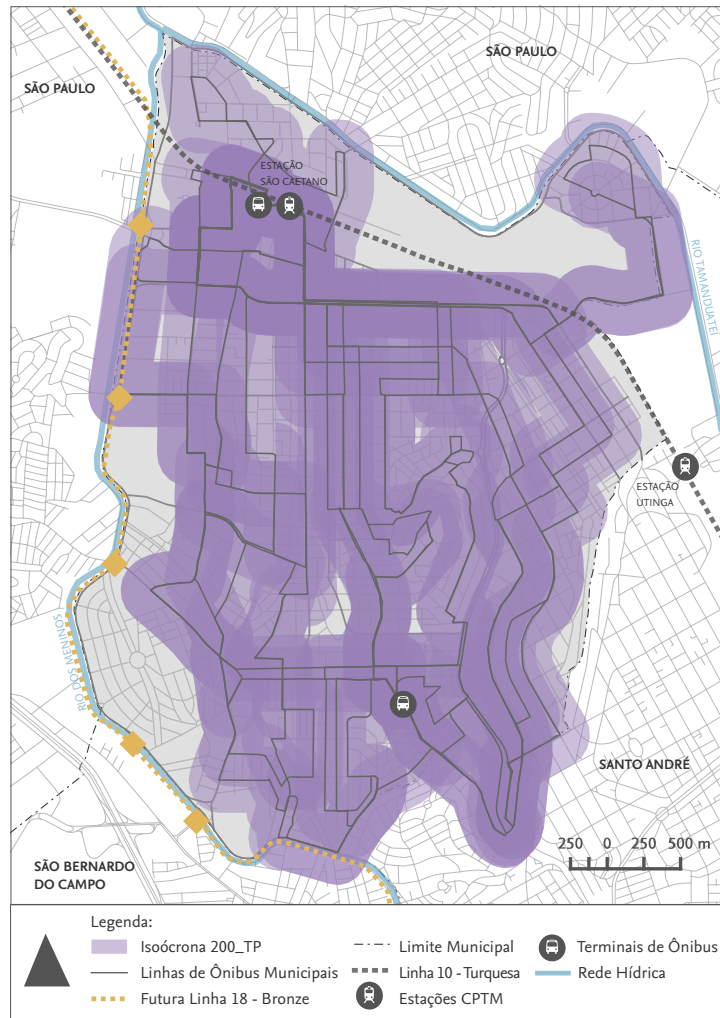 SÃO PAULO
SÃO PAULO
ESTAÇÃO
SÃO CAETANO
RIO TAMANDUATEÍ
ESTAÇÃO
UTINGA
RIO DOS MENINOS
SANTO ANDRÉ
SÃO BERNARDO
DO CAMPO
250 0 250 500 m
Legenda:
Isoócrona 200_TP
Limite Municipal
Terminais de Ônibus
Linhas de Ônibus Municipais
Linha 10 - Turquesa
Rede Hídrica
Futura Linha 18 - Bronze
Estações CPTM